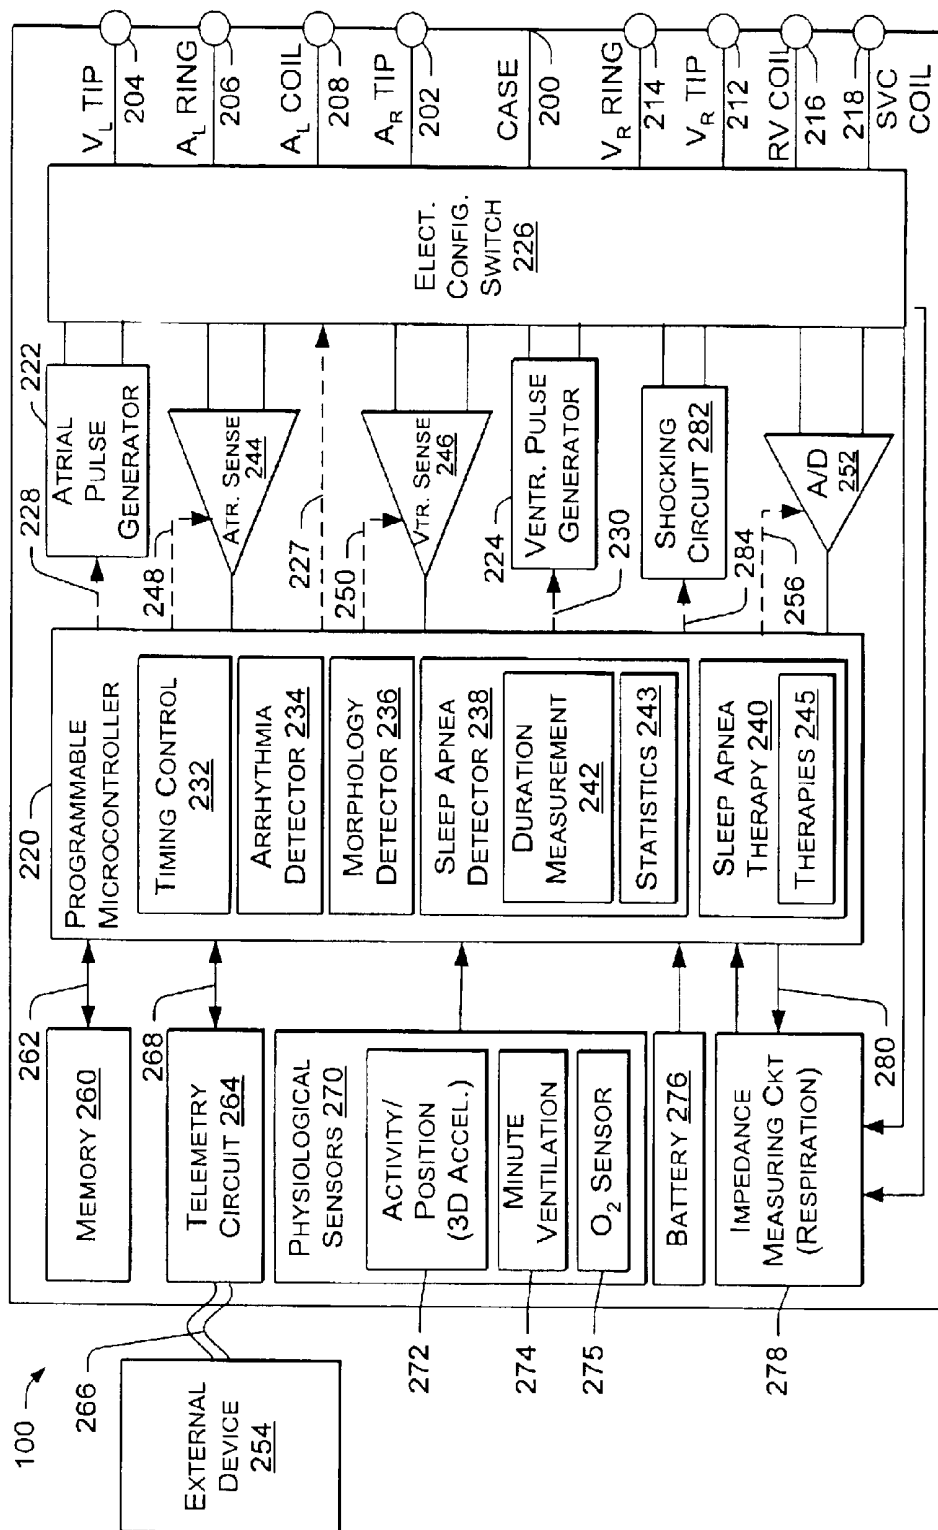 100
EXTERNAL
DEVICE
254
266
MEMORY 260
262
TELEMETRY
CIRCUIT 264
268
PHYSIOLOGICAL
SENSORS 270
ACTIVITY/
POSITION
(3D ACCEL.)
272
MINUTE
VENTILATION
274
O2 SENSOR
275
BATTERY 276
IMPEDANCE
MEASURING CKT
(RESPIRATION)
278
280
220
PROGRAMMABLE
MICROCONTROLLER
TIMING CONTROL
232
ARRHYTHMIA
DETECTOR 234
MORPHOLOGY
DETECTOR 236
SLEEP APNEA
DETECTOR 238
DURATION
MEASUREMENT
242
STATISTICS 243
SLEEP APNEA
THERAPY 240
THERAPIES 245
228
222
ATRIAL
PULSE
GENERATOR
248
ATR. SENSE
244
227
250
VTR. SENSE
246
224
VENTR. PULSE
GENERATOR
230
SHOCKING
CIRCUIT 282
284
256
A/D
252
ELECT.
CONFIG.
SWITCH
226
VL TIP
204
AL RING
206
AL COIL
208
AR TIP
202
CASE
200
VR RING
214
VR TIP
212
RV COIL
216
218
SVC
COIL